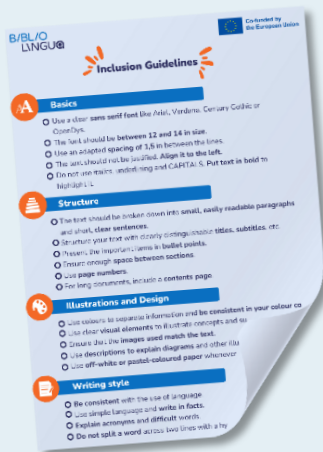 BIBLIO
LINGUA
Co-funded by
the European Union
Inclusion Guidelines
AA
Basics
Use a clear sans serif font like Ariel, Verdana, Century Gothic or
OpenDys.
The font should be between 12 and 14 in size.
Use an adapted spacing of 1,5 in between the lines.
The text should not be justified. Align it to the left.
Do not use italics, underlining and CAPITALS. Put text in bold to
highlight it.
Structure
The text should be broken down into small, easily readable paragraphs
and short, clear sentences.
Structure your text with clearly distinguishable titles, subtitles, etc.
Present the important items in bullet points.
Ensure enough space between sections
Use page numbers.
For long documents, include a contents page.
Illustrations and Design
Use colours to separate information and be consistent in your colour co
Use clear visual elements to illustrate concepts and su
Ensure that the images used match the text.
Use descriptions to explain diagrams and other illu
Use off-white or pastel-coloured paper whenever
Writing style
Be consistent with the use of language
Use simple language and write in facts.
Explain acronyms and difficult words.
Do not split a word across two lines with a hy